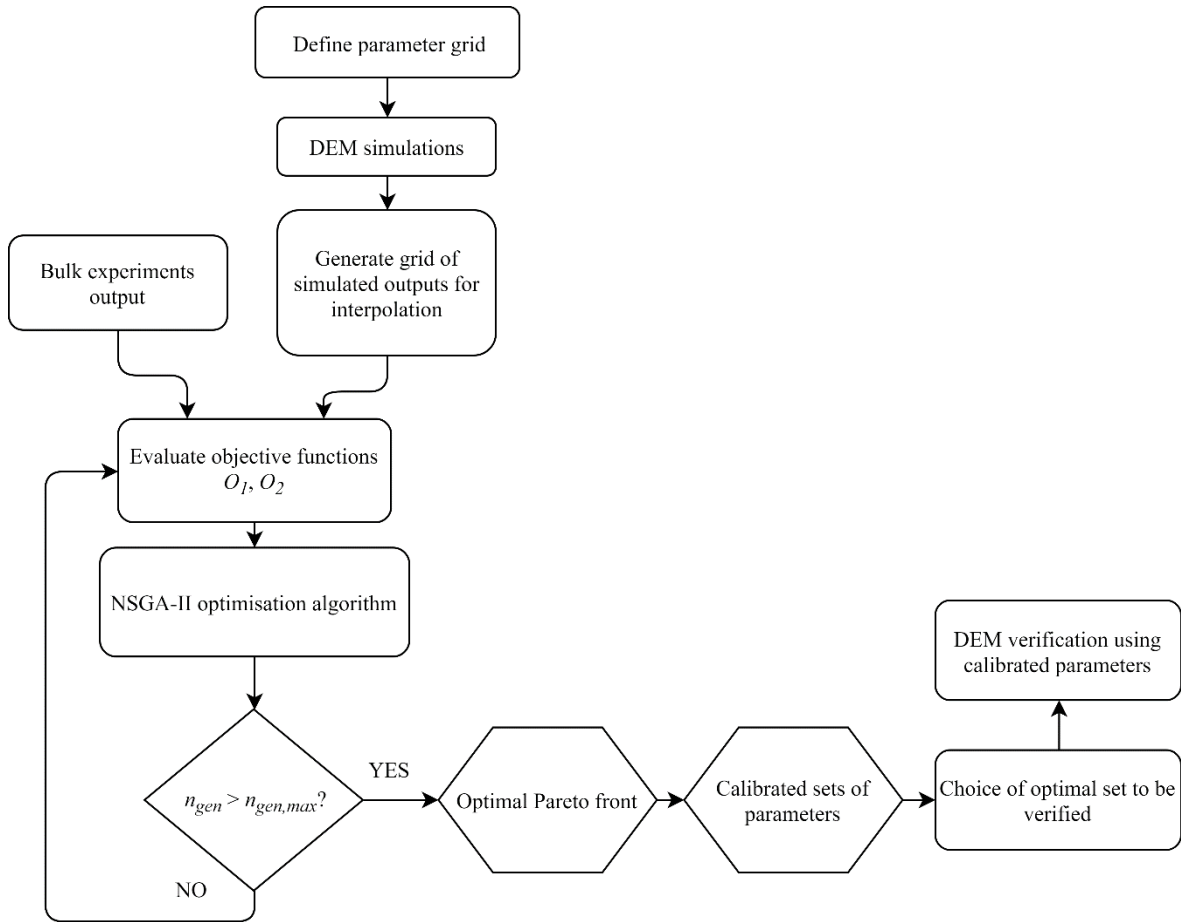 Define parameter grid
DEM simulations
Generate grid of
simulated outputs for
interpolation
Bulk experiments
output
Evaluate objective functions
O1, O2
NSGA-II optimisation algorithm
ngen > ngen,max?
YES
NO
Optimal Pareto front
Calibrated sets of
parameters
Choice of optimal set to be
verified
DEM verification using
calibrated parameters